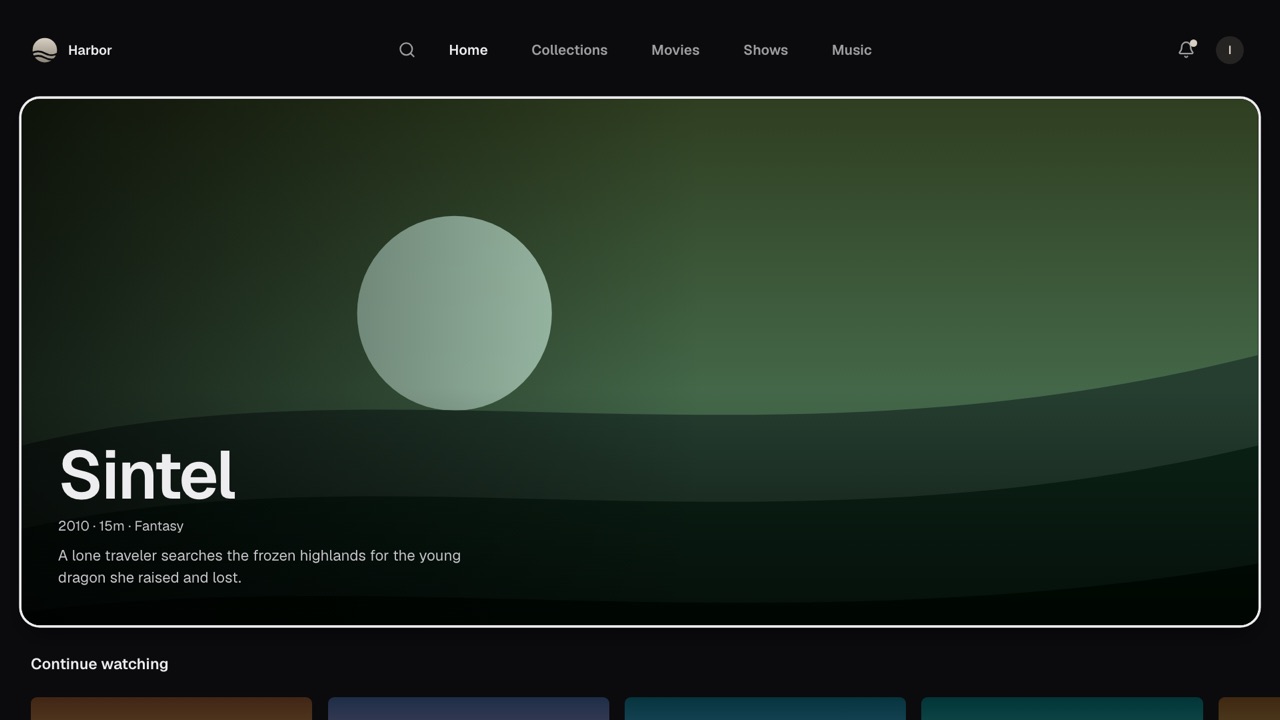 Harbor
Home
Collections
Movies
Shows
Music
I
Sintel
2010 · 15m · Fantasy
A lone traveler searches the frozen highlands for the young
dragon she raised and lost.
Continue watching